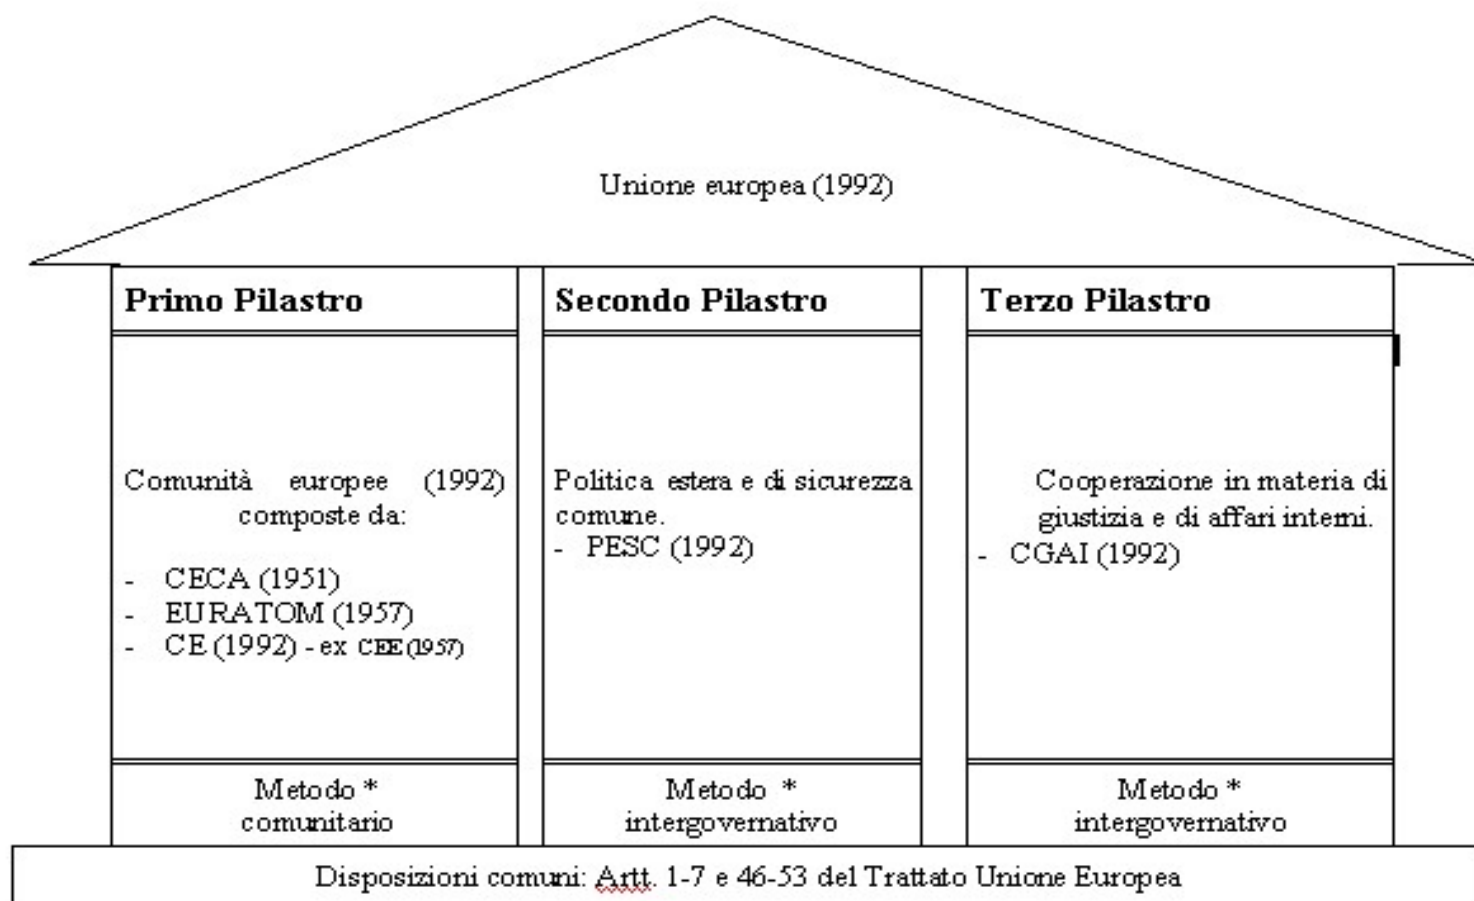 Unione europea (1992)
Primo Pilastro
Comunità europee (1992)
composte da:
- CECA (1951)
- EURATOM (1957)
- CE (1992) - ex CEE (1957)
Metodo *
comunitario
Secondo Pilastro
Politica estera e di sicurezza
comune.
- PESC (1992)
Metodo *
intergovernativo
Terzo Pilastro
Cooperazione in materia di
giustizia e di affari interni.
- CGAI (1992)
Metodo *
intergovernativo
Disposizioni comuni: Artt. 1-7 e 46-53 del Trattato Unione Europea